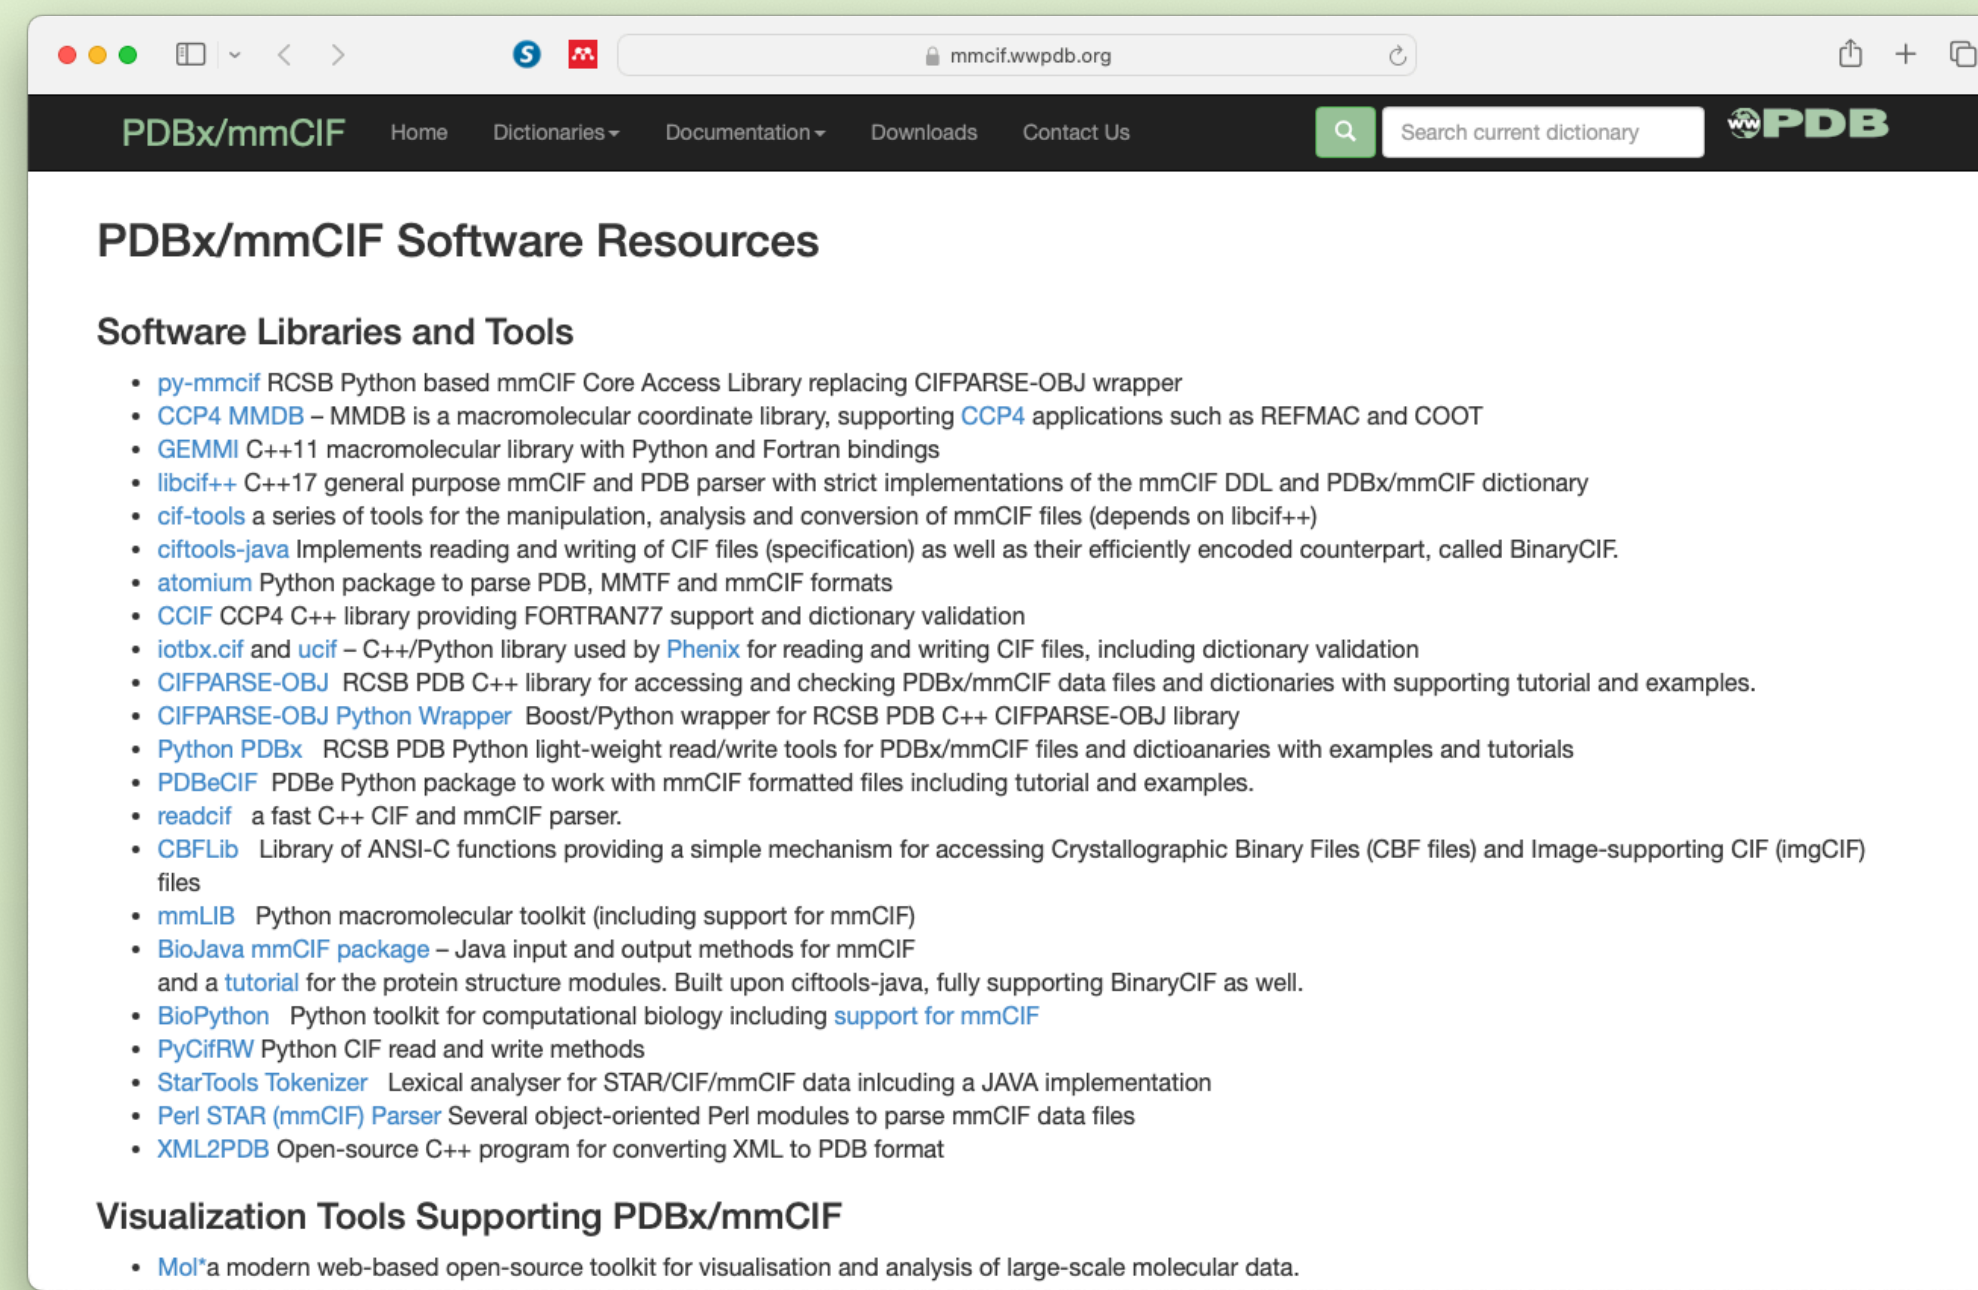 mmcif.wwpdb.org
PDBx/mmCIF Home Dictionaries Documentation Downloads Contact Us Search current dictionary wwPDB
PDBx/mmCIF Software Resources
Software Libraries and Tools
• py-mmcif RCSB Python based mmCIF Core Access Library replacing CIFPARSE-OBJ wrapper
• CCP4 MMDB – MMDB is a macromolecular coordinate library, supporting CCP4 applications such as REFMAC and COOT
• GEMMI C++11 macromolecular library with Python and Fortran bindings
• libcif++ C++17 general purpose mmCIF and PDB parser with strict implementations of the mmCIF DDL and PDBx/mmCIF dictionary
• cif-tools a series of tools for the manipulation, analysis and conversion of mmCIF files (depends on libcif++)
• ciftools-java Implements reading and writing of CIF files (specification) as well as their efficiently encoded counterpart, called BinaryCIF.
• atomium Python package to parse PDB, MMTF and mmCIF formats
• CCIF CCP4 C++ library providing FORTRAN77 support and dictionary validation
• iotbx.cif and ucif – C++/Python library used by Phenix for reading and writing CIF files, including dictionary validation
• CIFPARSE-OBJ RCSB PDB C++ library for accessing and checking PDBx/mmCIF data files and dictionaries with supporting tutorial and examples.
• CIFPARSE-OBJ Python Wrapper Boost/Python wrapper for RCSB PDB C++ CIFPARSE-OBJ library
• Python PDBx RCSB PDB Python light-weight read/write tools for PDBx/mmCIF files and dictioanaries with examples and tutorials
• PDBeCIF PDBe Python package to work with mmCIF formatted files including tutorial and examples.
• readcif a fast C++ CIF and mmCIF parser.
• CBFLib Library of ANSI-C functions providing a simple mechanism for accessing Crystallographic Binary Files (CBF files) and Image-supporting CIF (imgCIF)
files
• mmLIB Python macromolecular toolkit (including support for mmCIF)
• BioJava mmCIF package – Java input and output methods for mmCIF
and a tutorial for the protein structure modules. Built upon ciftools-java, fully supporting BinaryCIF as well.
• BioPython Python toolkit for computational biology including support for mmCIF
• PyCifRW Python CIF read and write methods
• StarTools Tokenizer Lexical analyser for STAR/CIF/mmCIF data inlcuding a JAVA implementation
• Perl STAR (mmCIF) Parser Several object-oriented Perl modules to parse mmCIF data files
• XML2PDB Open-source C++ program for converting XML to PDB format
Visualization Tools Supporting PDBx/mmCIF
• Mol*a modern web-based open-source toolkit for visualisation and analysis of large-scale molecular data.